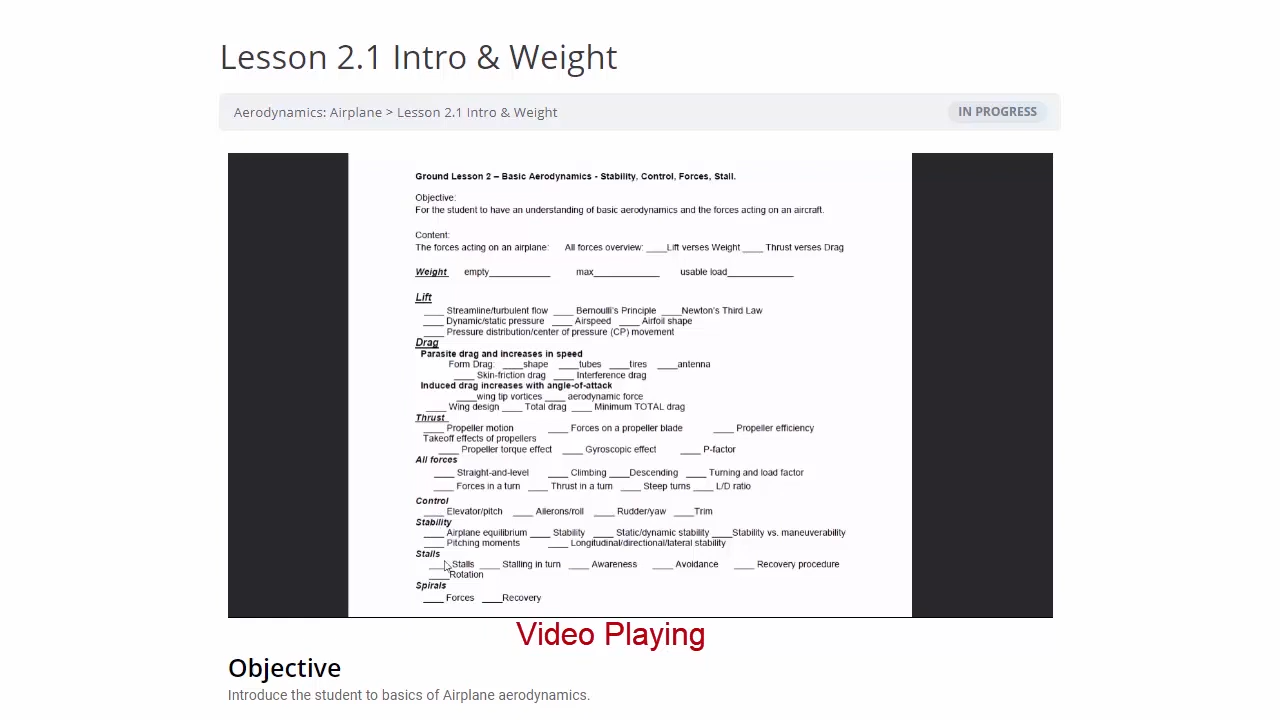 Lesson 2.1 Intro & Weight
Aerodynamics: Airplane > Lesson 2.1 Intro & Weight IN PROGRESS
Ground Lesson 2 – Basic Aerodynamics - Stability, Control, Forces, Stall.
Objective:
For the student to have an understanding of basic aerodynamics and the forces acting on an aircraft.
Content:
The forces acting on an airplane: All forces overview: ____Lift verses Weight ____ Thrust verses Drag
Weight empty____________ max_____________ usable load_____________
Lift
____ Streamline/turbulent flow ____ Bernoulli's Principle ____Newton's Third Law
____ Dynamic/static pressure ____ Airspeed ____ Airfoil shape
____ Pressure distribution/center of pressure (CP) movement
Drag
Parasite drag and increases in speed
Form Drag: ____shape ____tubes ____tires ____antenna
____ Skin-friction drag ____ Interference drag
Induced drag increases with angle-of-attack
____wing tip vortices ____ aerodynamic force
____ Wing design ____ Total drag ____ Minimum TOTAL drag
Thrust
____ Propeller motion ____ Forces on a propeller blade ____ Propeller efficiency
Takeoff effects of propellers
____ Propeller torque effect ____ Gyroscopic effect ____ P-factor
All forces
____ Straight-and-level ____ Climbing ____Descending ____ Turning and load factor
____ Forces in a turn ____ Thrust in a turn ____ Steep turns ____ L/D ratio
Control
____ Elevator/pitch ____ Ailerons/roll ____ Rudder/yaw ____Trim
Stability
____ Airplane equilibrium ____ Stability ____ Static/dynamic stability ____Stability vs. maneuverability
____ Pitching moments ____ Longitudinal/directional/lateral stability
Stalls
____ Stalls ____ Stalling in turn ____ Awareness ____ Avoidance ____ Recovery procedure
____Rotation
Spirals
____ Forces ____Recovery
Video Playing
Objective
Introduce the student to basics of Airplane aerodynamics.